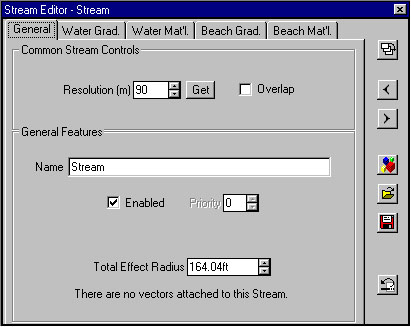 Stream Editor - Stream
General Water Grad. Water Mat'l. Beach Grad. Beach Mat'l.
Common Stream Controls
Resolution (m) 90 Get Overlap
General Features
Name Stream
Enabled Priority 0
Total Effect Radius 164.04ft
There are no vectors attached to this Stream.